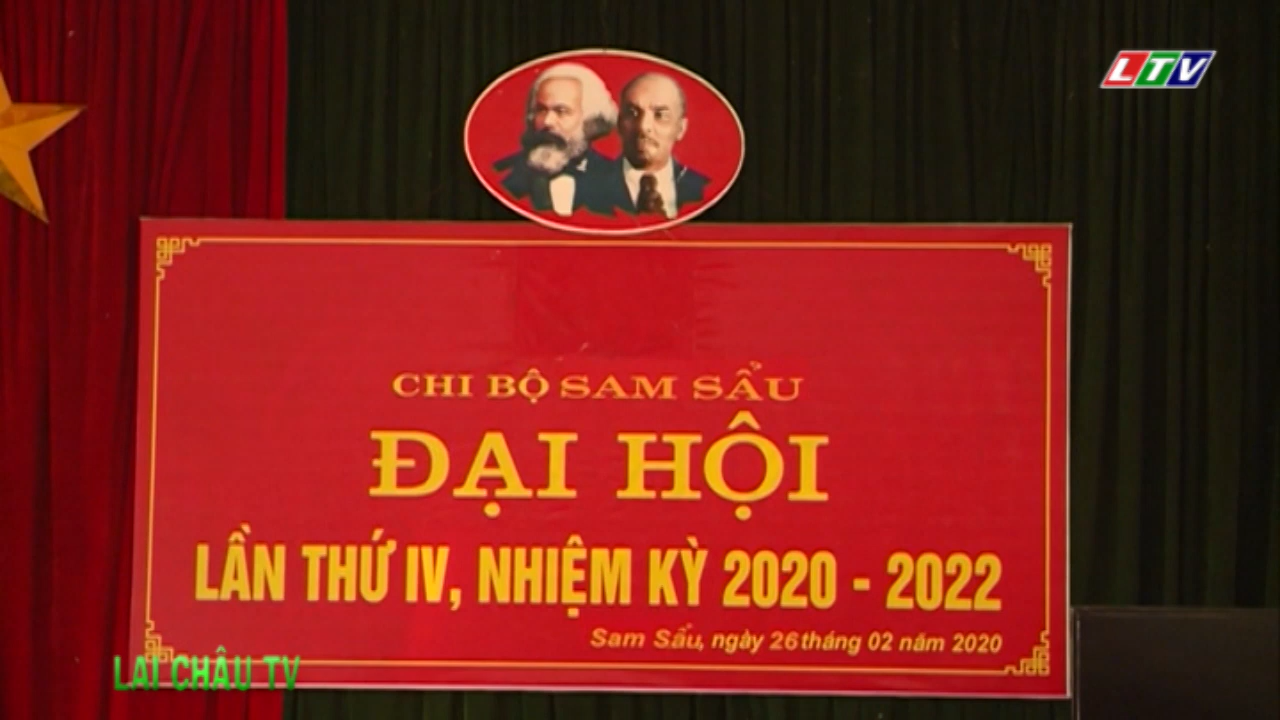 LTV
CHI BỘ SAM SẨU
ĐẠI HỘI
LẦN THỨ IV, NHIỆM KỲ 2020 - 2022
Sam Sẩu, ngày 26 tháng 02 năm 2020
LAI CHÂU TV